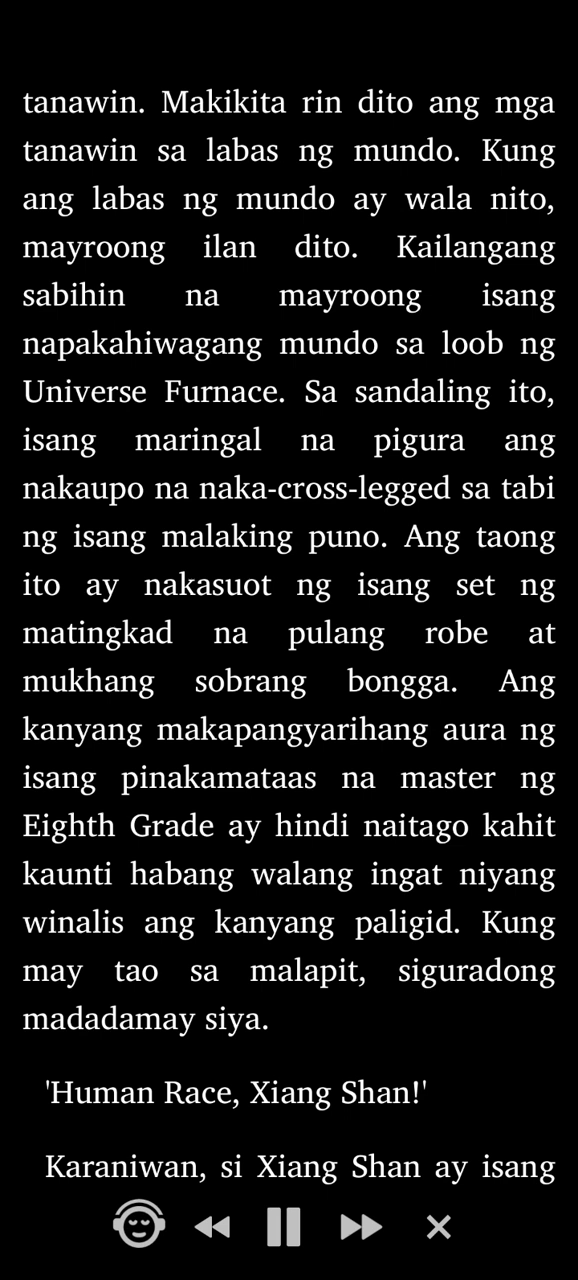 tanawin. Makikita rin dito ang mga
tanawin sa labas ng mundo. Kung
ang labas ng mundo ay wala nito,
mayroong ilan dito. Kailangang
sabihin na mayroong isang
napakahiwagang mundo sa loob ng
Universe Furnace. Sa sandaling ito,
isang maringal na pigura ang
nakaupo na naka-cross-legged sa tabi
ng isang malaking puno. Ang taong
ito ay nakasuot ng isang set ng
matingkad na pulang robe at
mukhang sobrang bongga. Ang
kanyang makapangyarihang aura ng
isang pinakamataas na master ng
Eighth Grade ay hindi naitago kahit
kaunti habang walang ingat niyang
winalis ang kanyang paligid. Kung
may tao sa malapit, siguradong
madadamay siya.
'Human Race, Xiang Shan!'
Karaniwan, si Xiang Shan ay isang